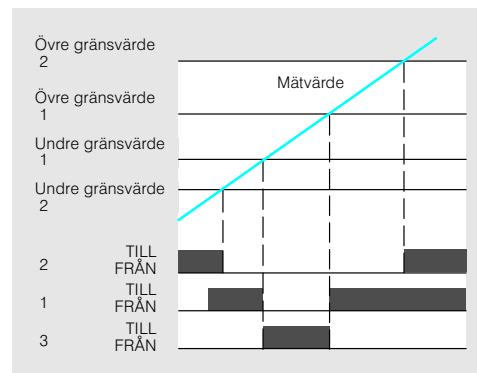 Övre gränsvärde
2
Mätvärde
Övre gränsvärde
1
Undre gränsvärde
1
Undre gränsvärde
2
2 TILL
FRÅN
1 TILL
FRÅN
3 TILL
FRÅN